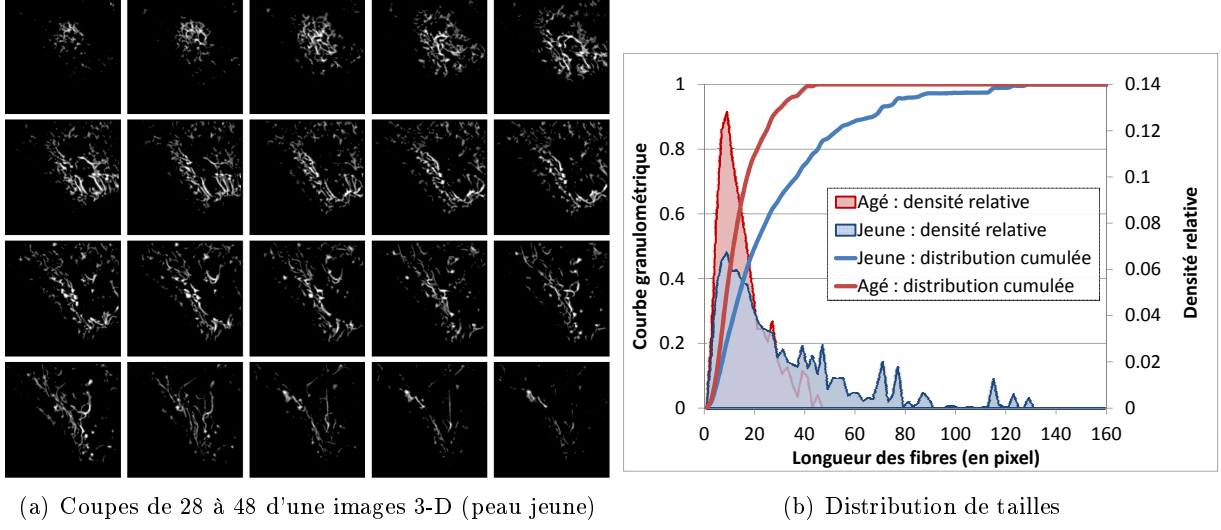 1
0.8
0.6
0.4
0.2
0
0.14
0.12
0.1
0.08
0.06
0.04
0.02
0
0 20 40 60 80 100 120 140 160
Courbe granulométrique
Densité relative
Longueur des fibres (en pixel)
Agé : densité relative
Jeune : densité relative
Jeune : distribution cumulée
Agé : distribution cumulée
(a) Coupes de 28 à 48 d'une images 3-D (peau jeune)
(b) Distribution de tailles